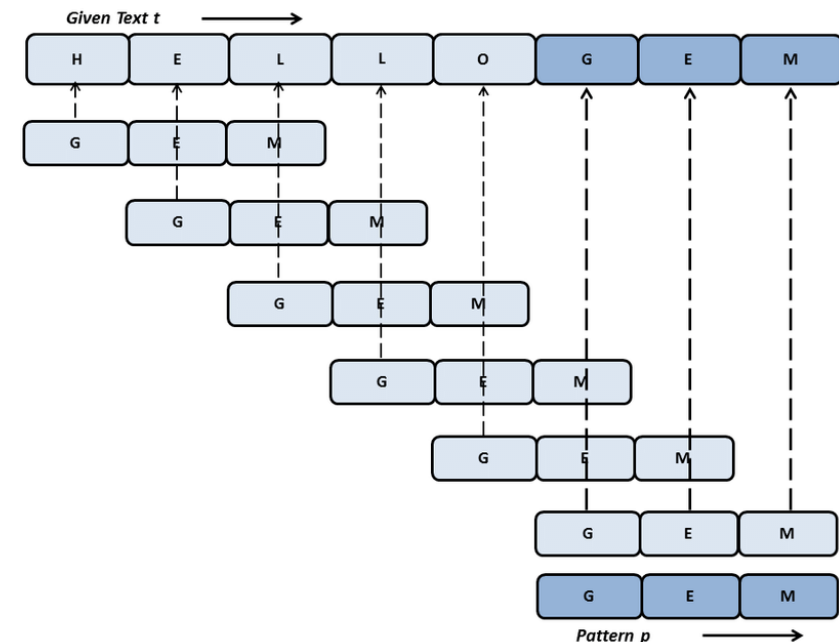 Given Text t
H E L L O G E M
G E M
G E M
G E M
G E M
G E M
G E M
G E M
Pattern p